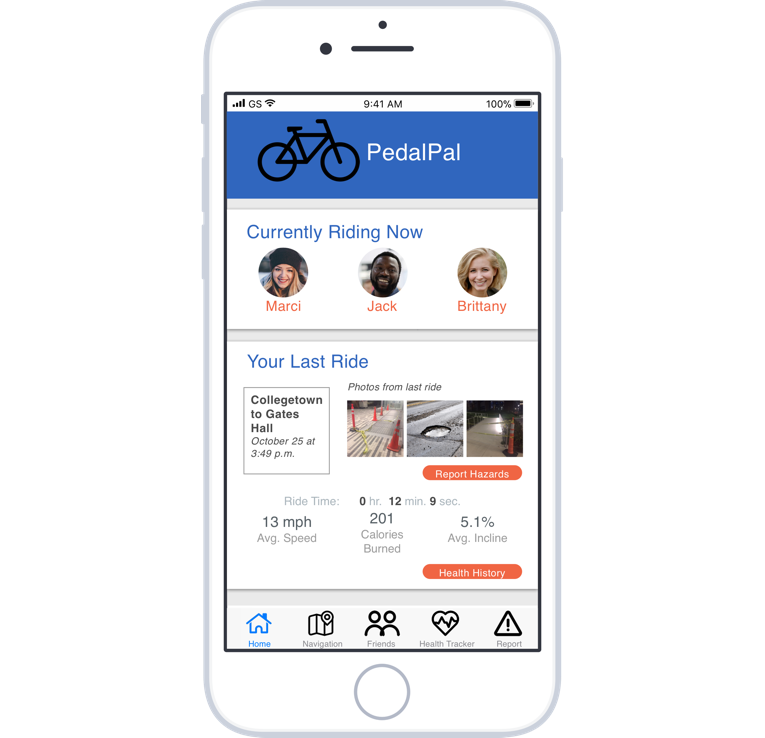 GS 9:41 AM 100%
PedalPal
Currently Riding Now
Marci Jack Brittany
Your Last Ride
Collegetown
to Gates
Hall
October 25 at
3:49 p.m.
Photos from last ride
Report Hazards
Ride Time: 0 hr. 12 min. 9 sec.
13 mph
Avg. Speed
201
Calories
Burned
5.1%
Avg. Incline
Health History
Home Navigation Friends Health Tracker Report